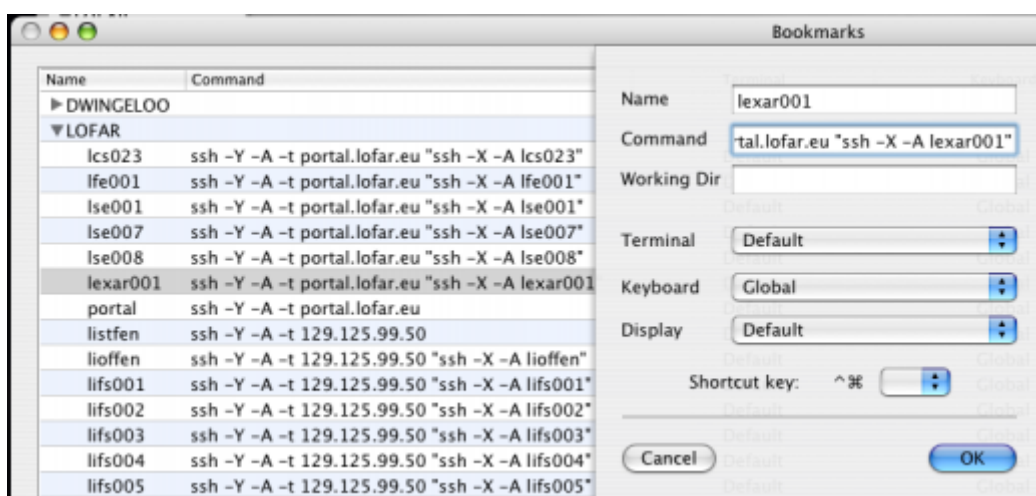 Bookmarks
Name Command
DWINGELOO
LOFAR
lcs023 ssh -Y -A -t portal.lofar.eu "ssh -X -A lcs023"
lfe001 ssh -Y -A -t portal.lofar.eu "ssh -X -A lfe001"
lse001 ssh -Y -A -t portal.lofar.eu "ssh -X -A lse001"
lse007 ssh -Y -A -t portal.lofar.eu "ssh -X -A lse007"
lse008 ssh -Y -A -t portal.lofar.eu "ssh -X -A lse008"
lexar001 ssh -Y -A -t portal.lofar.eu "ssh -X -A lexar001
portal ssh -Y -A -t portal.lofar.eu
listfen ssh -Y -A -t 129.125.99.50
lioffen ssh -Y -A -t 129.125.99.50 "ssh -X -A lioffen"
lifs001 ssh -Y -A -t 129.125.99.50 "ssh -X -A lifs001"
lifs002 ssh -Y -A -t 129.125.99.50 "ssh -X -A lifs002"
lifs003 ssh -Y -A -t 129.125.99.50 "ssh -X -A lifs003"
lifs004 ssh -Y -A -t 129.125.99.50 "ssh -X -A lifs004"
lifs005 ssh -Y -A -t 129.125.99.50 "ssh -X -A lifs005"
Name lexar001
Command tal.lofar.eu "ssh -X -A lexar001"
Working Dir
Terminal Default
Keyboard Global
Display Default
Shortcut key: ^⌘
Cancel OK